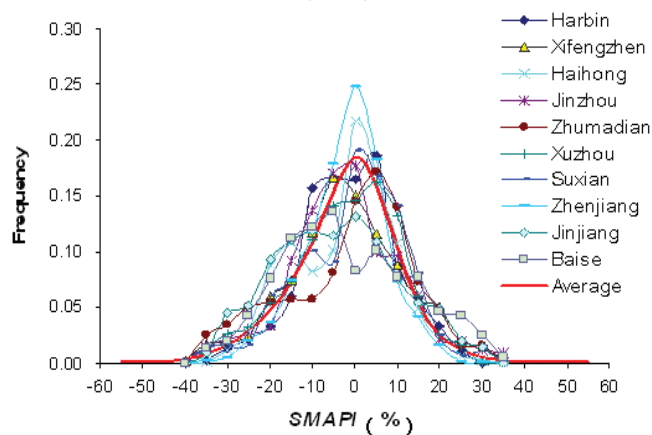 0.30
0.25
0.20
0.15
0.10
0.05
0.00
Frequency
-60 -50 -40 -30 -20 -10 0 10 20 30 40 50 60
SMAPI ( % )
Harbin
Xifengzhen
Haihong
Jinzhou
Zhumadian
Xuzhou
Suxian
Zhenjiang
Jinjiang
Baise
Average